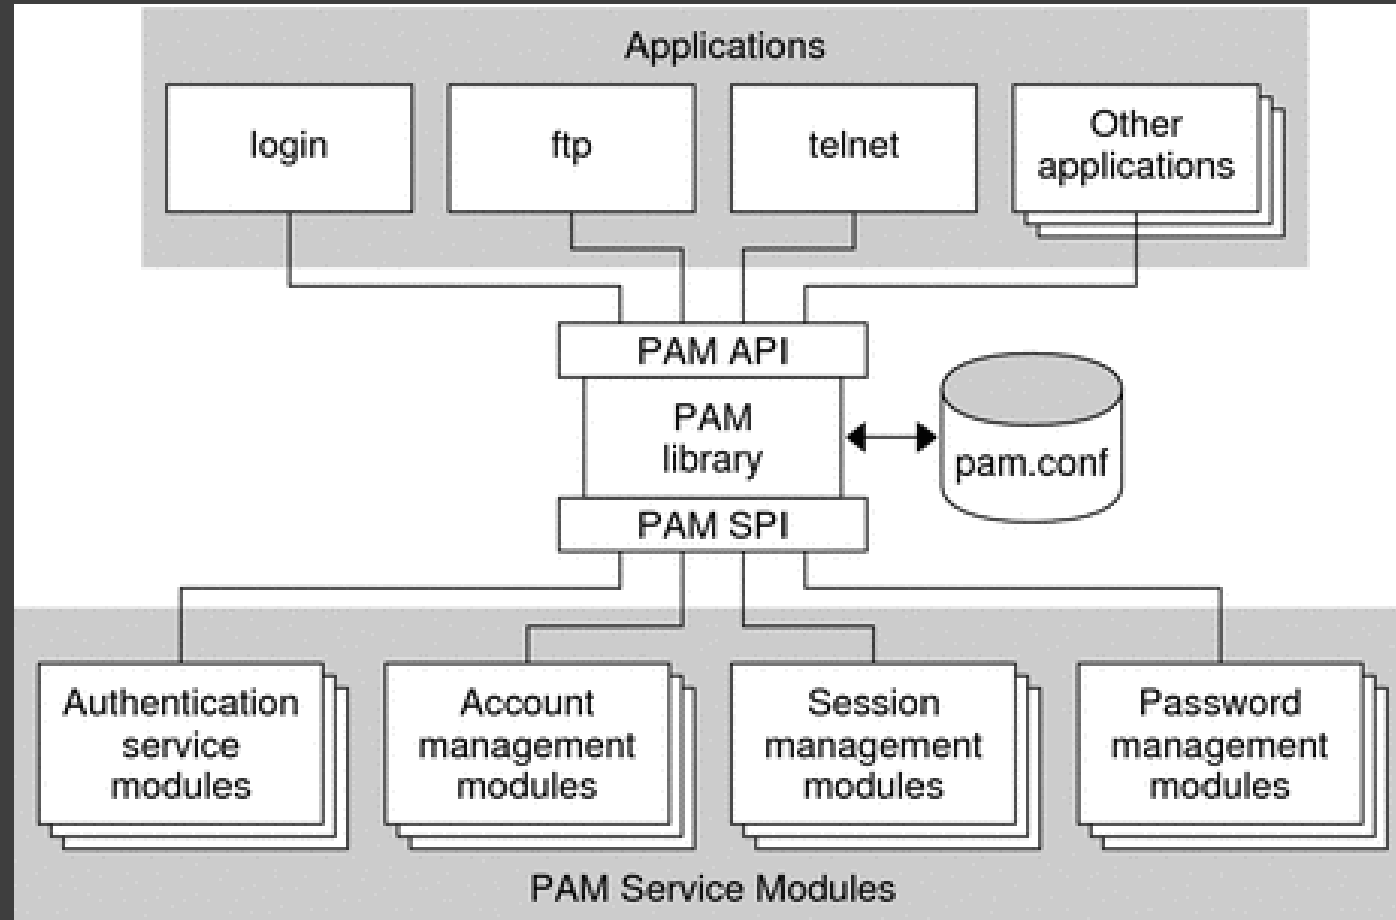 Applications
login
ftp
telnet
Other
applications
PAM API
PAM
library
pam.conf
PAM SPI
Authentication
service
modules
Account
management
modules
Session
management
modules
Password
management
modules
PAM Service Modules